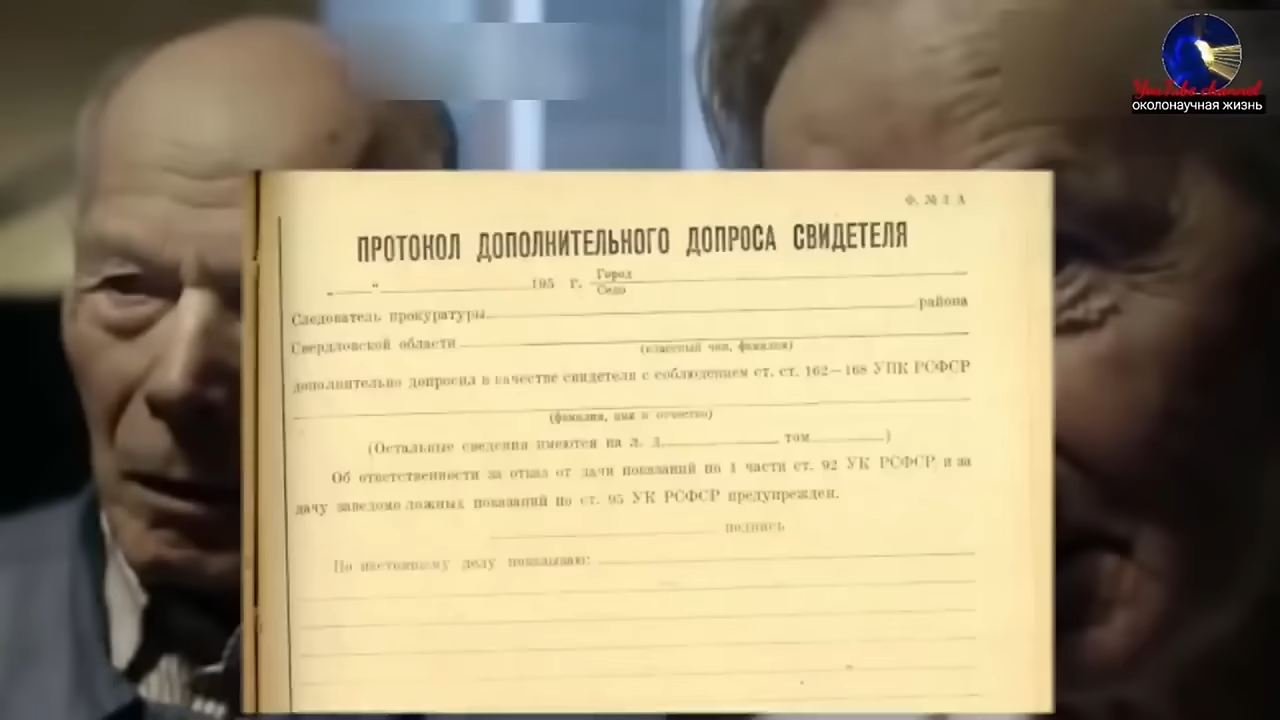 YouTube channel
околонаучная жизнь
Ф. № 3 А
ПРОТОКОЛ ДОПОЛНИТЕЛЬНОГО ДОПРОСА СВИДЕТЕЛЯ
„ “ 195 г. Город
Село
Следователь прокуратуры района
Свердловской области
(классный чин, фамилия)
дополнительно допросил в качестве свидетеля с соблюдением ст. ст. 162—168 УПК РСФСР
(фамилия, имя и отчество)
(Остальные сведения имеются на л. д. том )
Об ответственности за отказ от дачи показаний по 1 части ст. 92 УК РСФСР и за
дачу заведомо ложных показаний по ст. 95 УК РСФСР предупрежден.
подпись
По настоящему делу показываю: